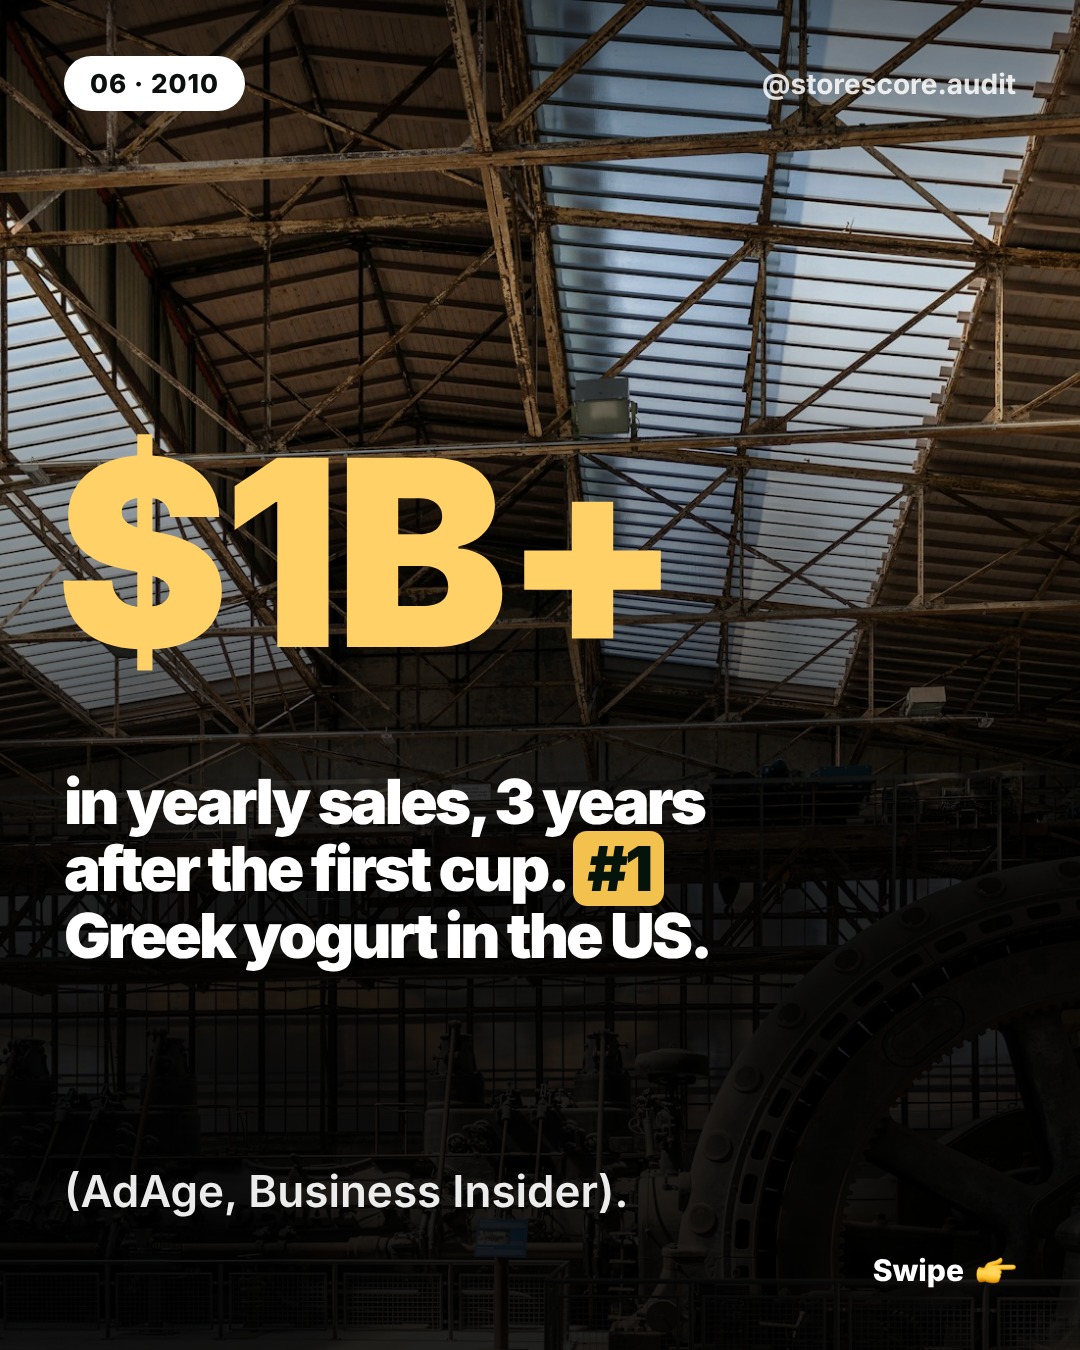 06 · 2010
@storescore.audit
$1B+
in yearly sales, 3 years
after the first cup. #1
Greek yogurt in the US.
(AdAge, Business Insider).
Swipe 👉